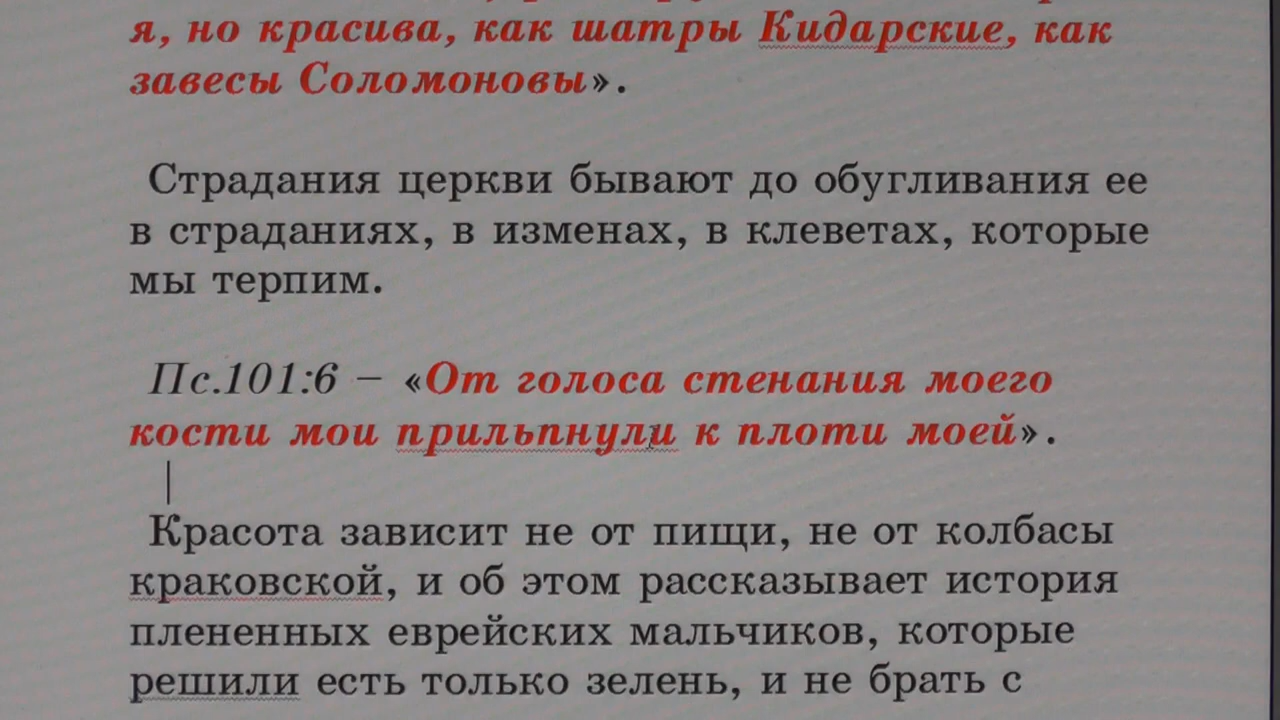 я, но красива, как шатры Кидарские, как
завесы Соломоновы».
Страдания церкви бывают до обугливания ее
в страданиях, в изменах, в клеветах, которые
мы терпим.
Пс.101:6 – «От голоса стенания моего
кости мои прильпнули к плоти моей».
Красота зависит не от пищи, не от колбасы
краковской, и об этом рассказывает история
плененных еврейских мальчиков, которые
решили есть только зелень, и не брать с